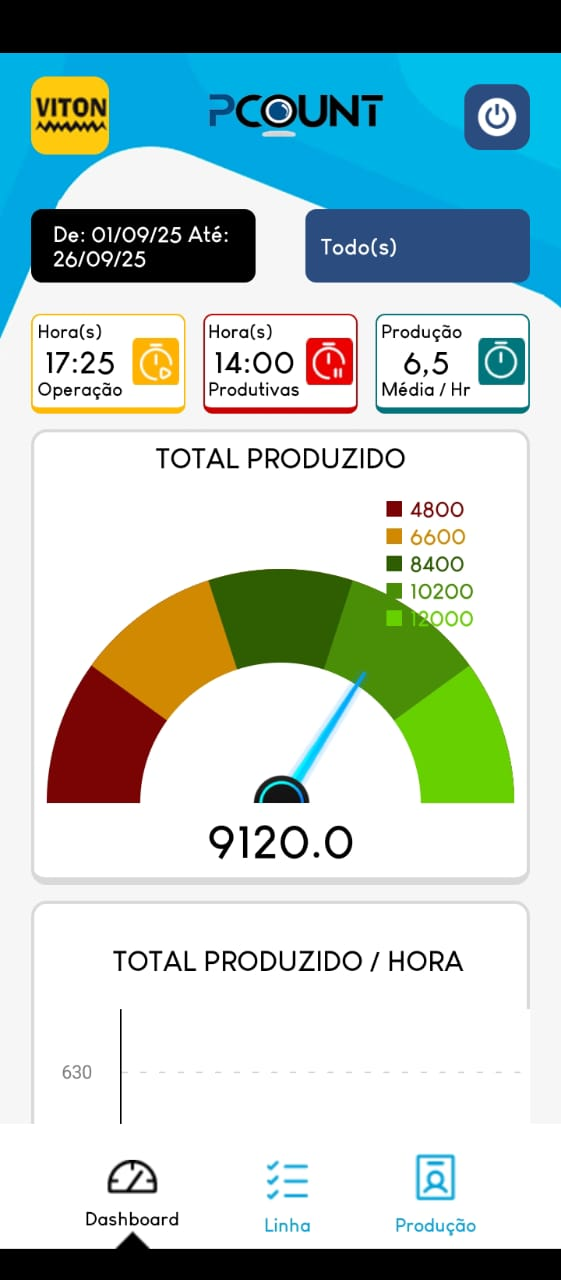 VITON
PCOUNT
De: 01/09/25 Até:
26/09/25
Todo(s)
Hora(s)
17:25
Operação
Hora(s)
14:00
Produtivas
Produção
6,5
Média / Hr
TOTAL PRODUZIDO
4800
6600
8400
10200
12000
9120.0
TOTAL PRODUZIDO / HORA
630
Dashboard
Linha
Produção